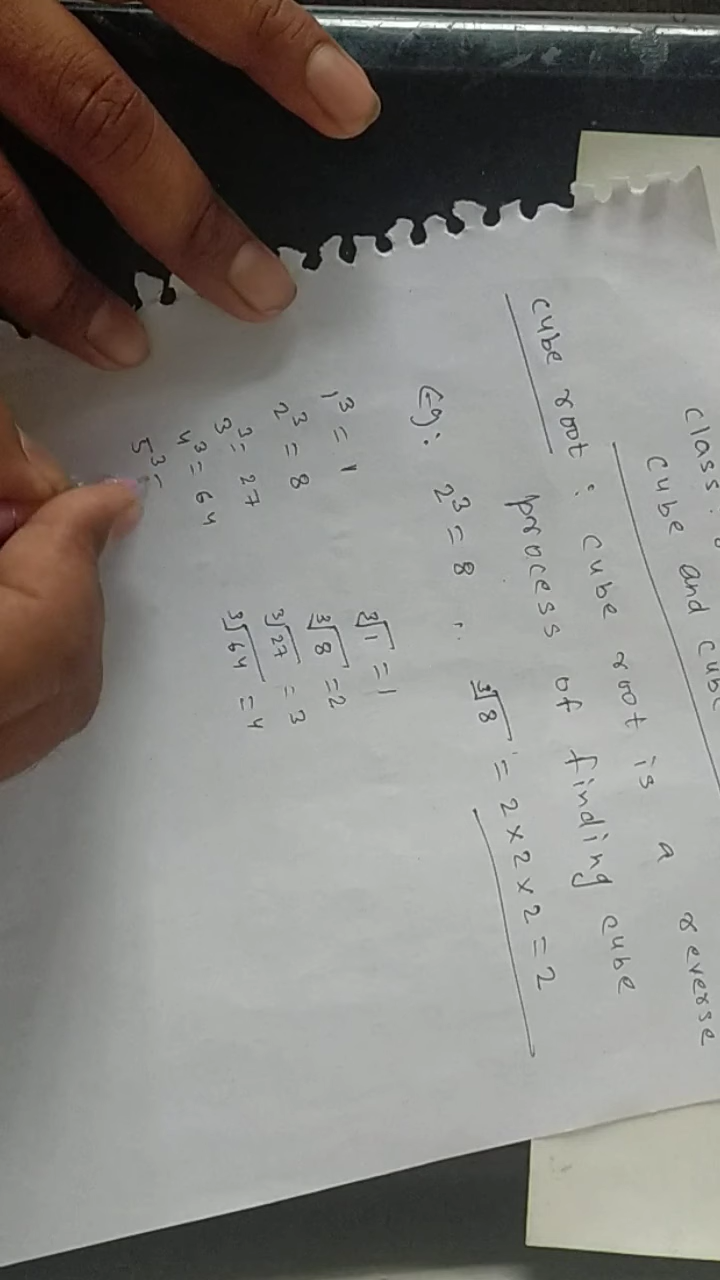 class:
cube and cube
cube root : cube root is a reverse
process of finding cube
Eg: 2³ = 8 ∴ ∛8 = 2×2×2 = 2
1³ = 1 ∛1 = 1
2³ = 8 ∛8 = 2
3³ = 27 ∛27 = 3
4³ = 64 ∛64 = 4
5³ =